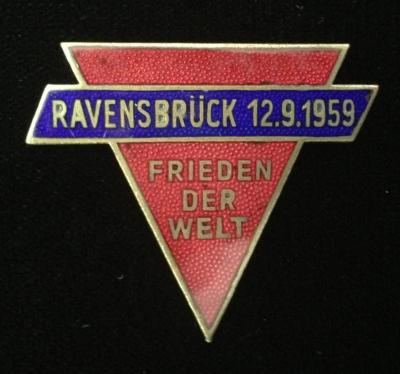 RAVENSBRÜCK 12.9.1959
FRIEDEN
DER
WELT